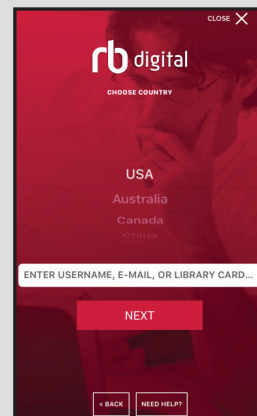 CLOSE X
rb digital
CHOOSE COUNTRY
USA
Australia
Canada
China
ENTER USERNAME, E-MAIL, OR LIBRARY CARD...
NEXT
< BACK NEED HELP?